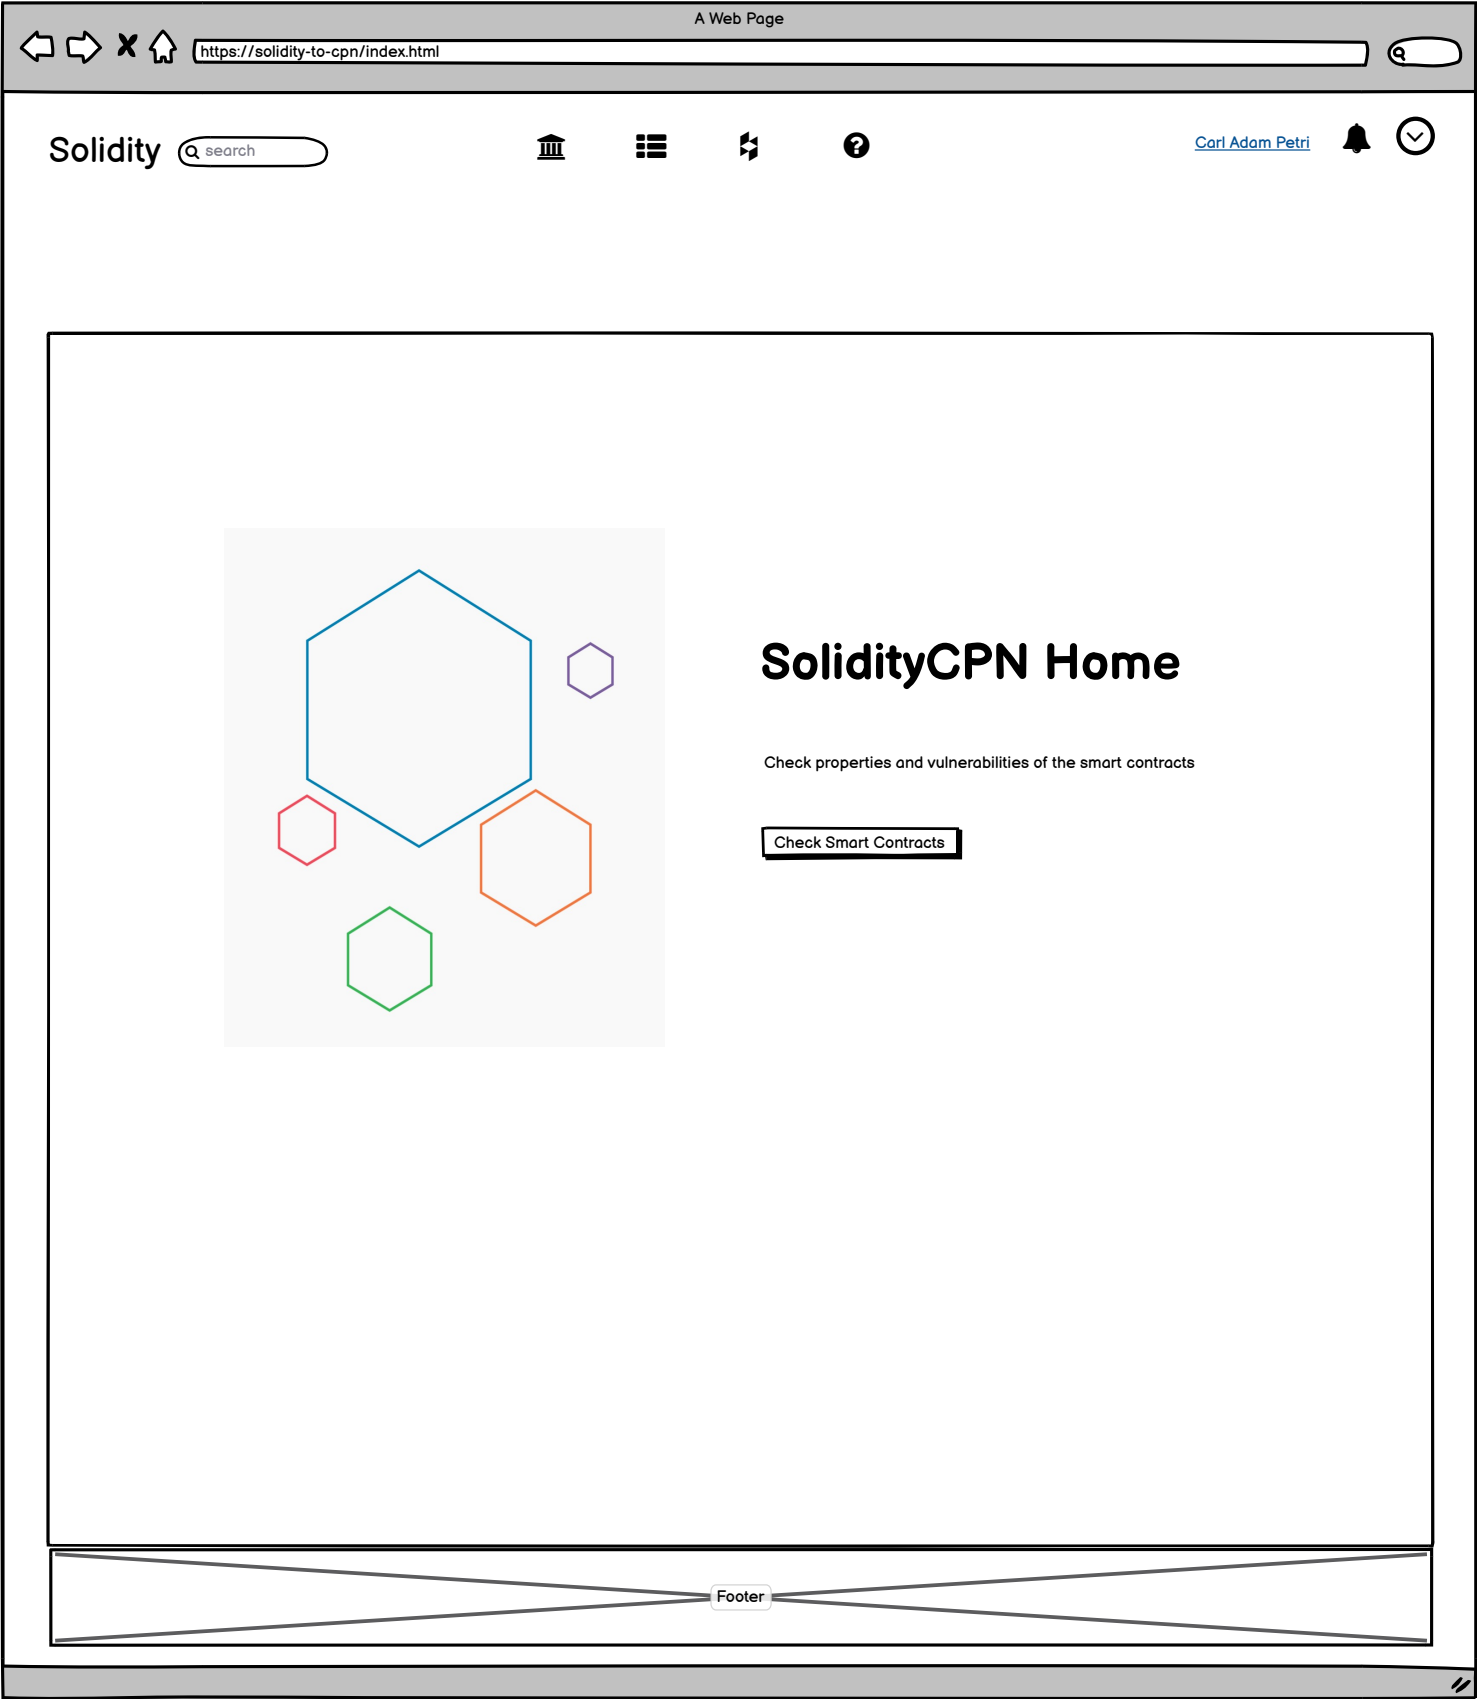 A Web Page
https://solidity-to-cpn/index.html
Solidity
search
Carl Adam Petri
SolidityCPN Home
Check properties and vulnerabilities of the smart contracts
Check Smart Contracts
Footer